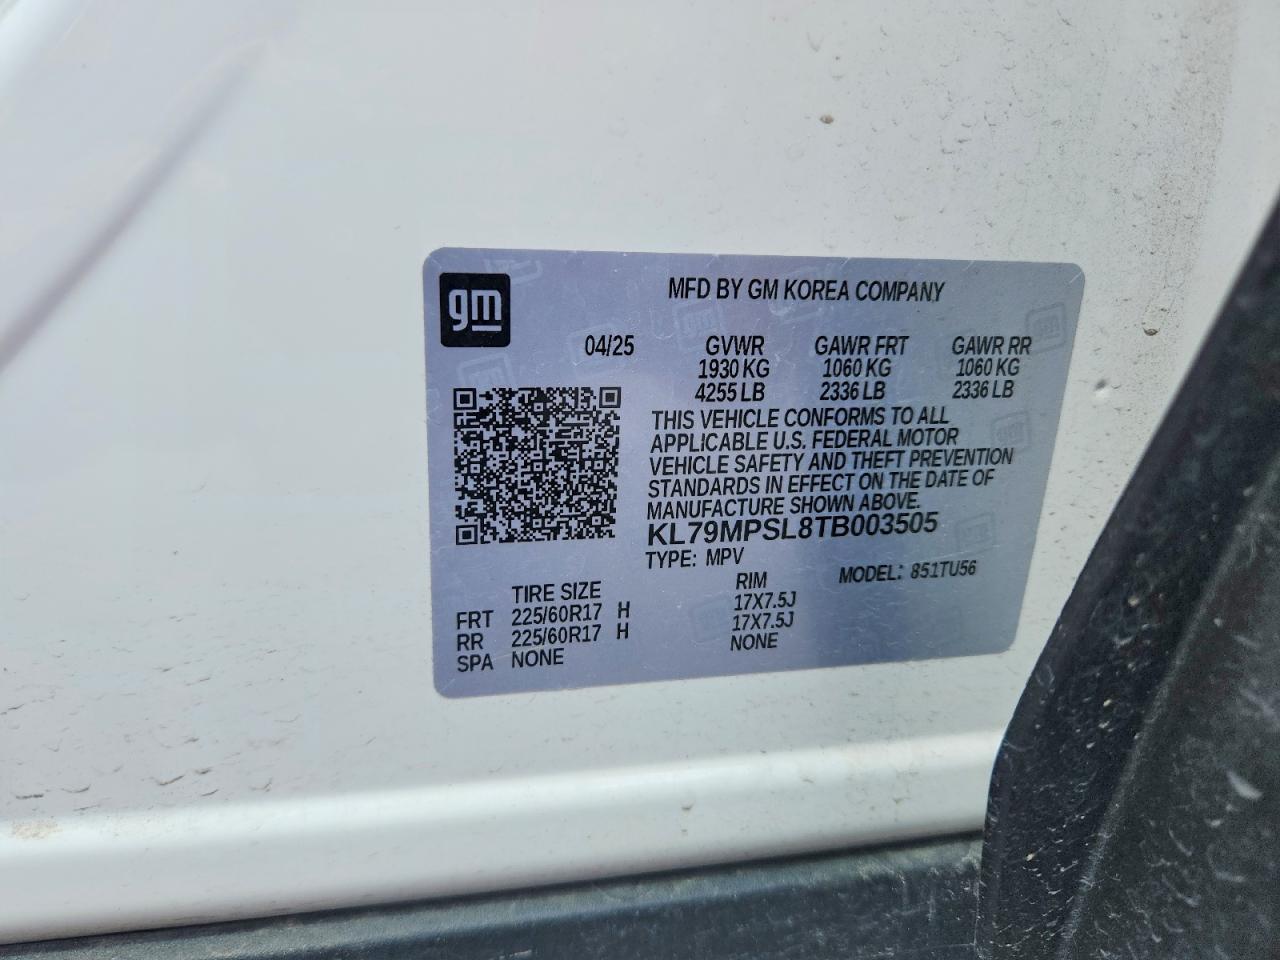 gm
MFD BY GM KOREA COMPANY
04/25 GVWR GAWR FRT GAWR RR
1930 KG 1060 KG 1060 KG
4255 LB 2336 LB 2336 LB
THIS VEHICLE CONFORMS TO ALL
APPLICABLE U.S. FEDERAL MOTOR
VEHICLE SAFETY AND THEFT PREVENTION
STANDARDS IN EFFECT ON THE DATE OF
MANUFACTURE SHOWN ABOVE.
KL79MPSL8TB003505
TYPE: MPV MODEL: 851TU56
TIRE SIZE RIM
FRT 225/60R17 H 17X7.5J
RR 225/60R17 H 17X7.5J
SPA NONE NONE